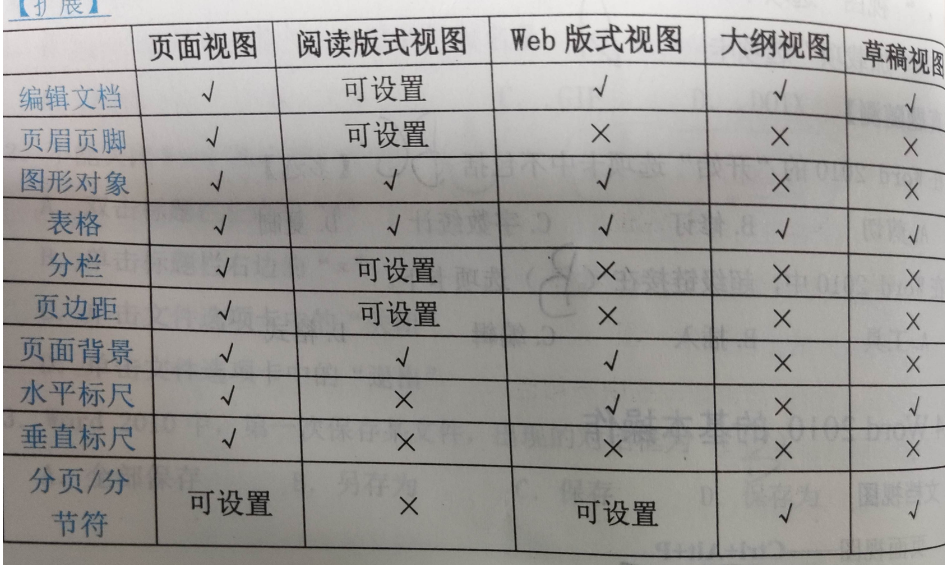 【扩展】
页面视图 阅读版式视图 Web 版式视图 大纲视图 草稿视图
编辑文档 √ 可设置 √ √ √
页眉页脚 √ 可设置 × × ×
图形对象 √ √ √ × ×
表格 √ √ √ √ √
分栏 √ 可设置 × × ×
页边距 √ 可设置 × × ×
页面背景 √ √ √ × ×
水平标尺 √ × √ × √
垂直标尺 √ × × × ×
分页/分
节符 可设置 × 可设置 √ √